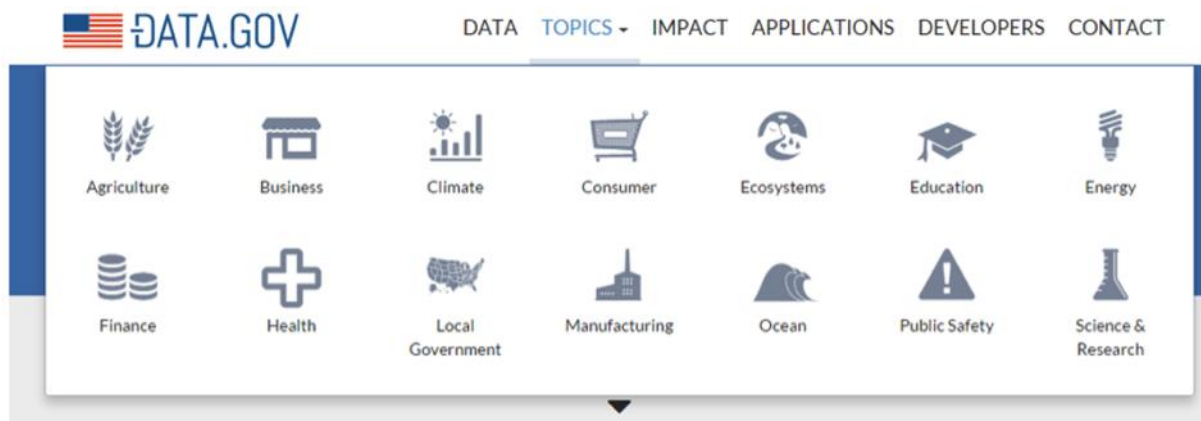 DATA.GOV
DATA TOPICS IMPACT APPLICATIONS DEVELOPERS CONTACT
Agriculture Business Climate Consumer Ecosystems Education Energy
Finance Health Local Government Manufacturing Ocean Public Safety Science & Research